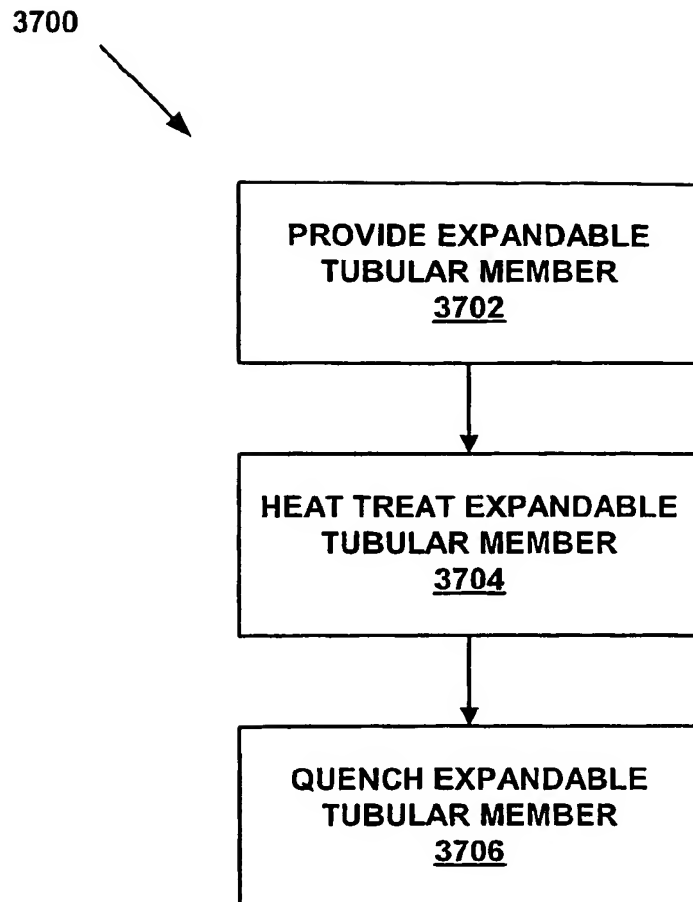 3700
PROVIDE EXPANDABLE
TUBULAR MEMBER
3702
HEAT TREAT EXPANDABLE
TUBULAR MEMBER
3704
QUENCH EXPANDABLE
TUBULAR MEMBER
3706